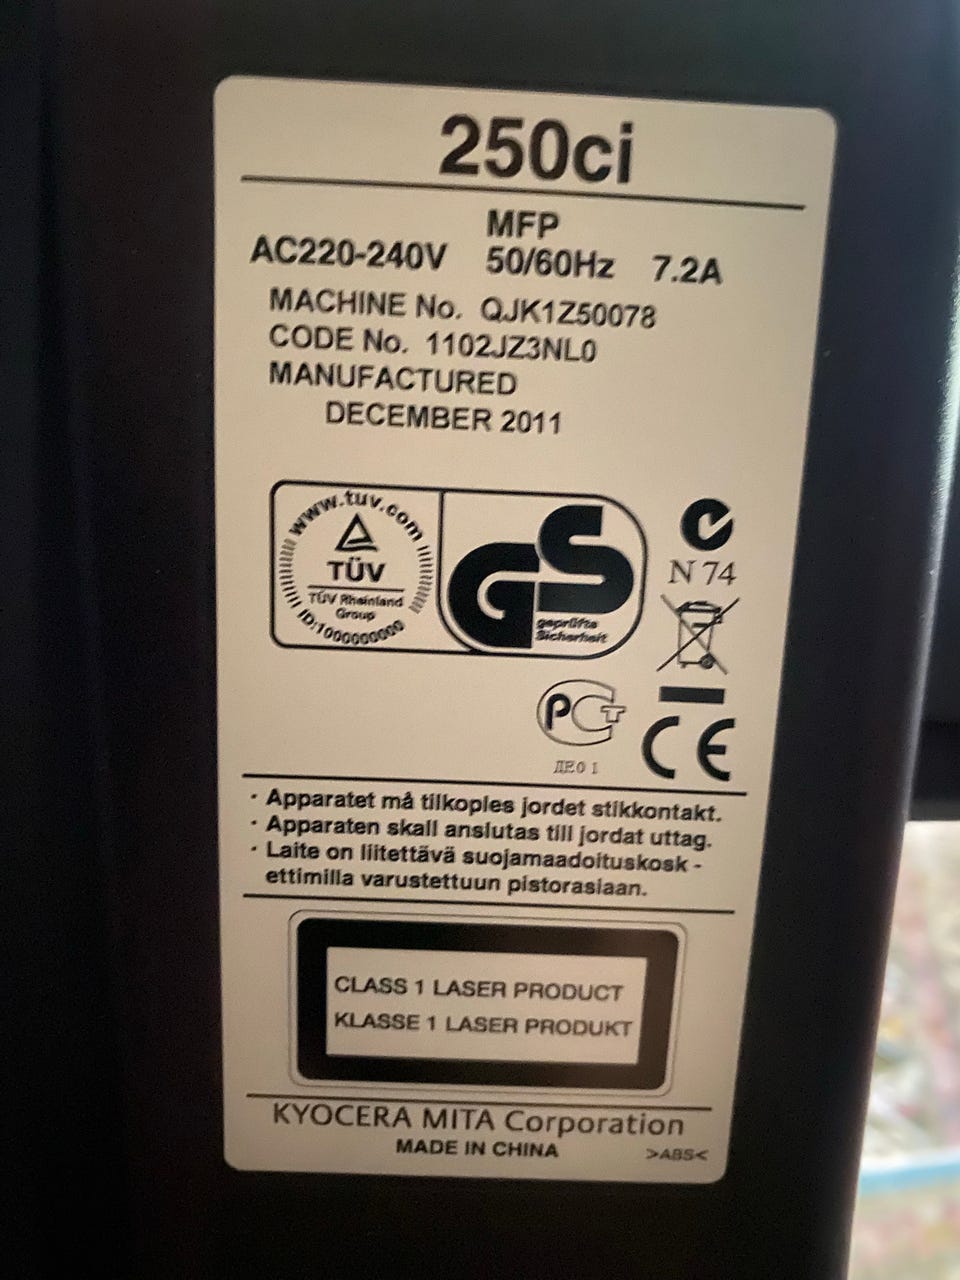 250ci
MFP
AC220-240V 50/60Hz 7.2A
MACHINE No. QJK1Z50078
CODE No. 1102JZ3NL0
MANUFACTURED
DECEMBER 2011
www.tuv.com
TÜV
TÜV Rheinland
Group
ID:1000000000
GS
geprüfte
Sicherheit
N 74
PCT
CE
· Apparatet må tilkoples jordet stikkontakt.
· Apparaten skall anslutas till jordat uttag.
· Laite on liitettävä suojamaadoituskosk -
ettimilla varustettuun pistorasiaan.
CLASS 1 LASER PRODUCT
KLASSE 1 LASER PRODUKT
KYOCERA MITA Corporation
MADE IN CHINA
>ABS<